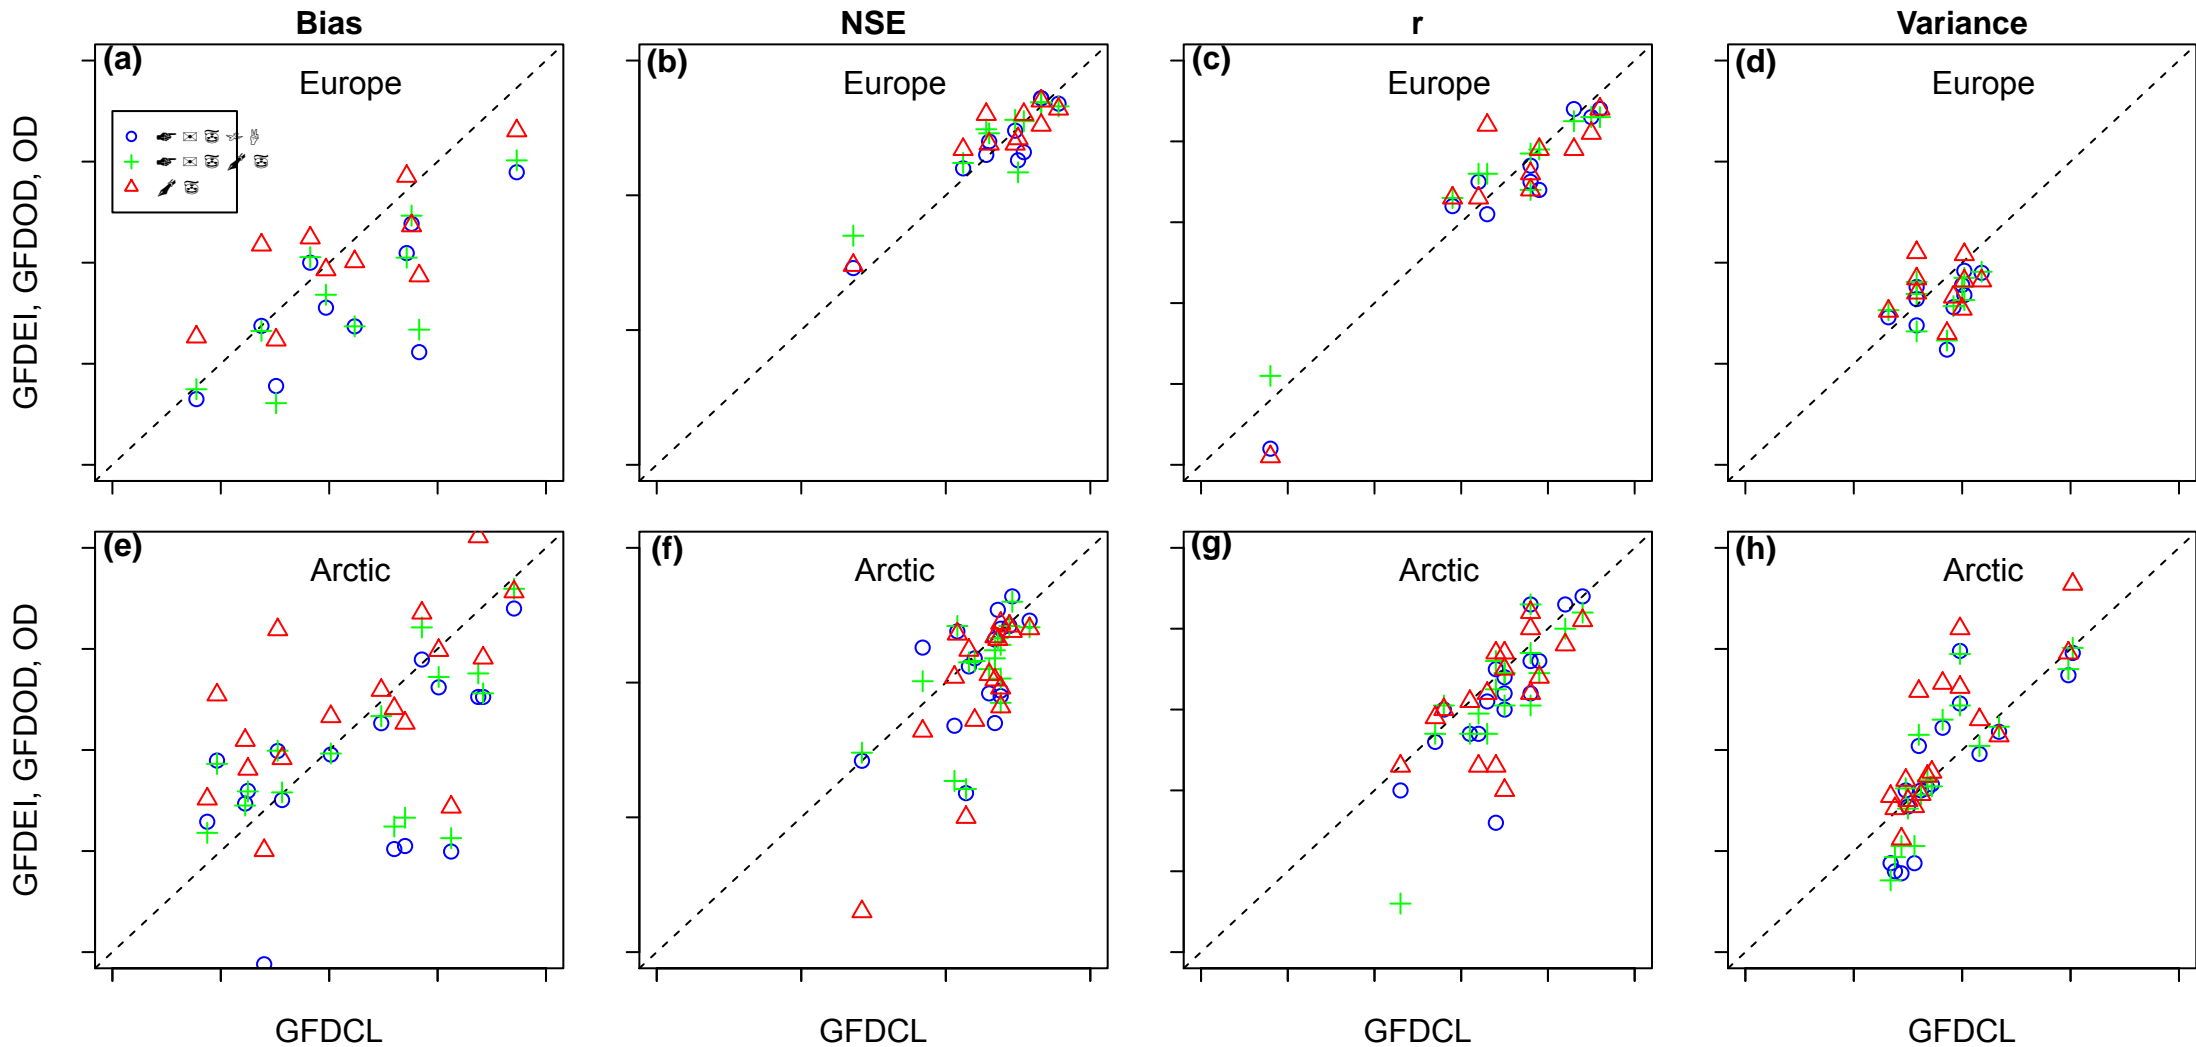 Bias NSE r Variance
(a) Europe (b) Europe (c) Europe (d) Europe
GFDEI, GFDOD, OD
(e) Arctic (f) Arctic (g) Arctic (h) Arctic
GFDEI, GFDOD, OD
GFDCL GFDCL GFDCL GFDCL